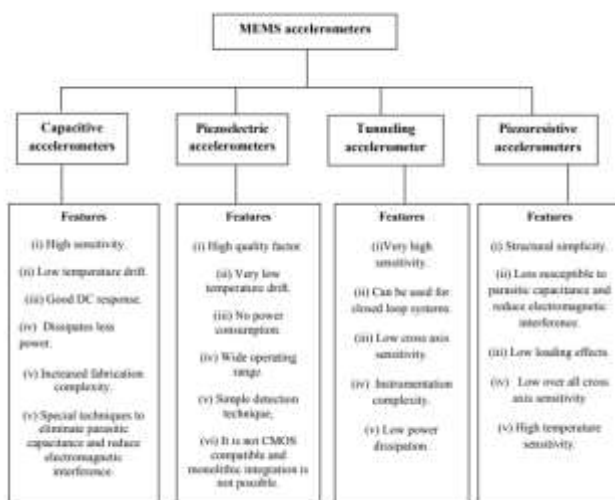 MEMS accelerometers
Capacitive
accelerometers
Piezoelectric
accelerometers
Tunneling
accelerometer
Piezoresistive
accelerometers
Features
(i) High sensitivity.
(ii) Low temperature drift.
(iii) Good DC response.
(iv) Dissipates less
power.
(v) Increased fabrication
complexity.
(v) Special techniques to
eliminate parasitic
capacitance and reduce
electromagnetic
interference.
Features
(i) High quality factor
(ii) Very low
temperature drift.
(iii) No power
consumption.
(iv) Wide operating
range
(v) Simple detection
technique,
(vi) It is not CMOS
compatible and
monolithic integration is
not possible.
Features
(i)Very high
sensitivity.
(ii) Can be used for
closed loop systems.
(iii) Low cross axis
sensitivity.
(iv) Instrumentation
complexity.
(v) Low power
dissipation
Features
(i) Structural simplicity.
(ii) Less susceptible to
parasitic capacitance and
reduce electromagnetic
interference.
(iii) Low loading effects.
(iv) Low over all cross
axis sensitivity
(v) High temperature
sensitivity.